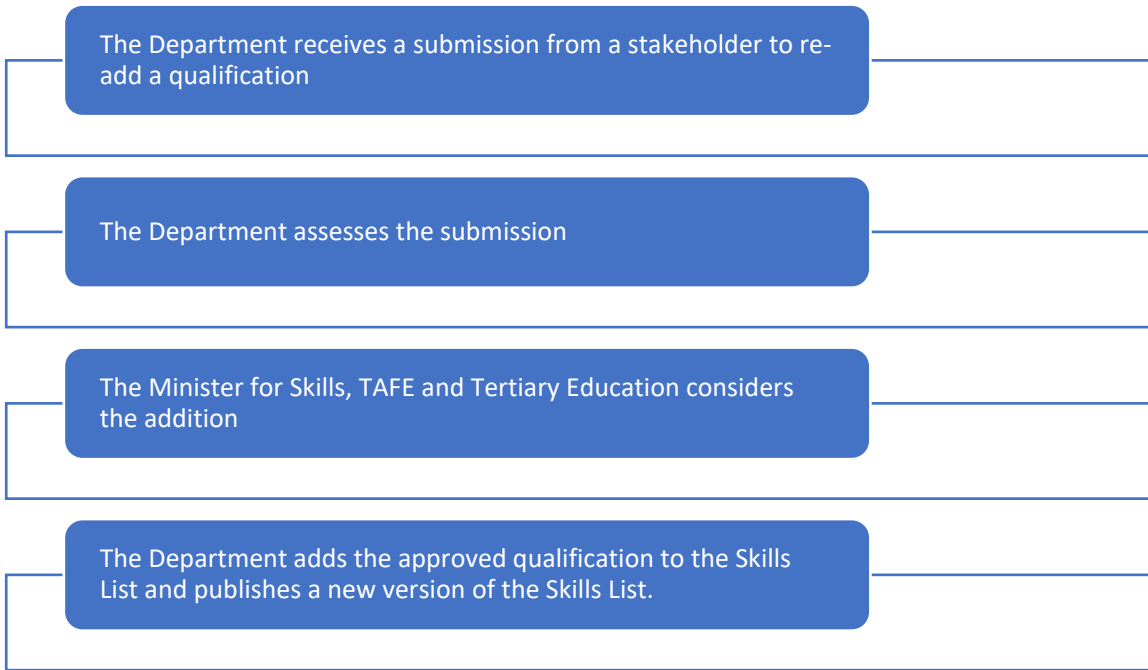 The Department receives a submission from a stakeholder to re-
add a qualification
The Department assesses the submission
The Minister for Skills, TAFE and Tertiary Education considers
the addition
The Department adds the approved qualification to the Skills
List and publishes a new version of the Skills List.